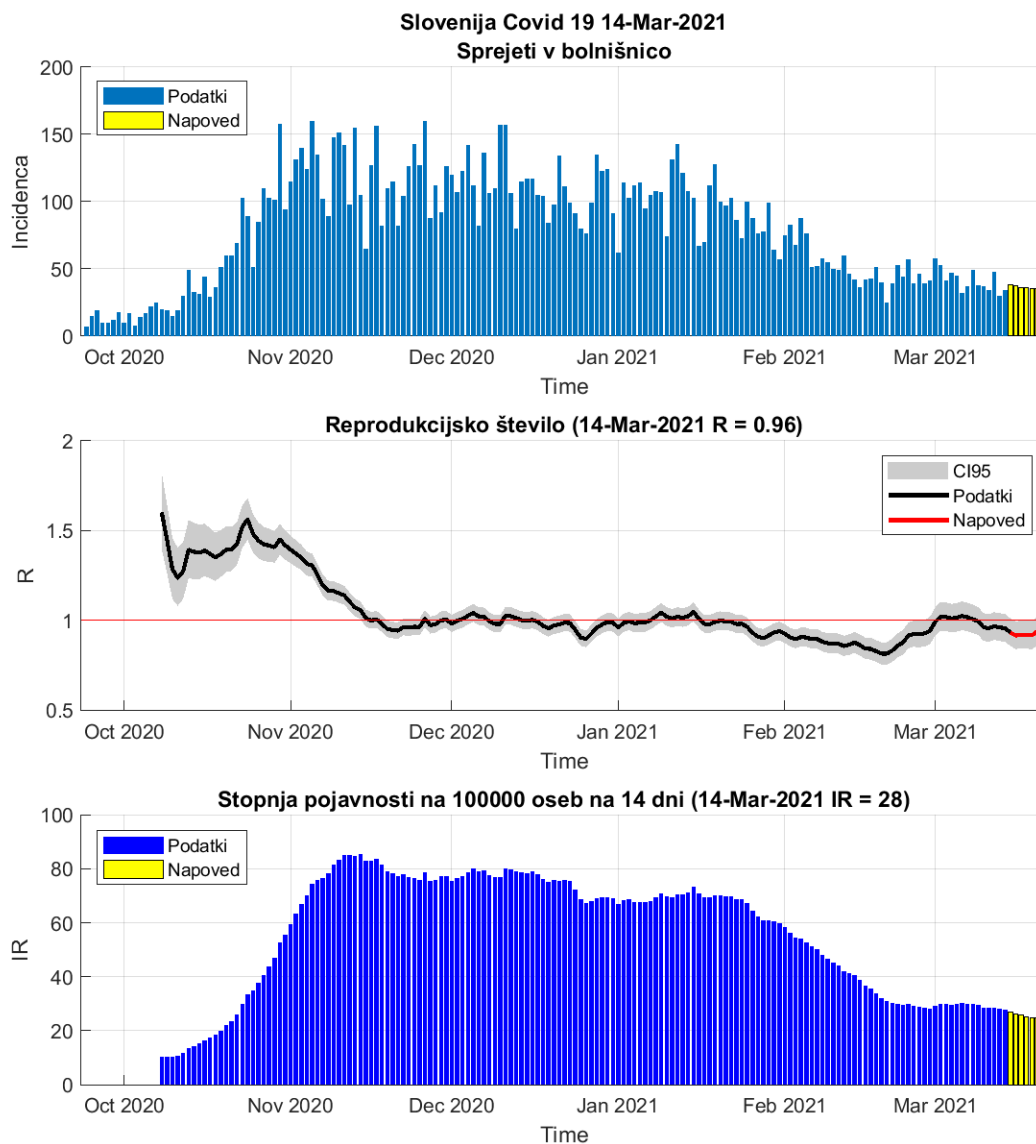 Slovenija Covid 19 14-Mar-2021
Sprejeti v bolnišnico
200
150
100
50
0
Incidenca
Podatki
Napoved
Oct 2020
Nov 2020
Dec 2020
Jan 2021
Feb 2021
Mar 2021
Time
Reprodukcijsko število (14-Mar-2021 R = 0.96)
2
1.5
1
0.5
R
CI95
Podatki
Napoved
Oct 2020
Nov 2020
Dec 2020
Jan 2021
Feb 2021
Mar 2021
Time
Stopnja pojavnosti na 100000 oseb na 14 dni (14-Mar-2021 IR = 28)
100
80
60
40
20
0
IR
Podatki
Napoved
Oct 2020
Nov 2020
Dec 2020
Jan 2021
Feb 2021
Mar 2021
Time